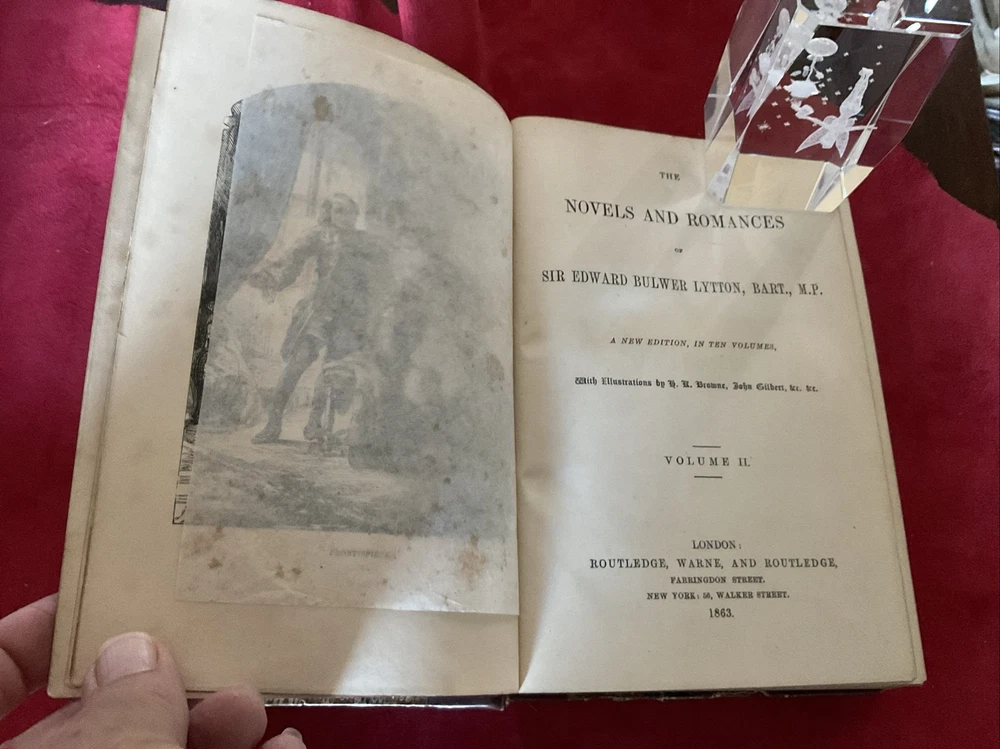 THE
NOVELS AND ROMANCES
OF
SIR EDWARD BULWER LYTTON, BART., M.P.
A NEW EDITION, IN TEN VOLUMES,
With Illustrations by H. K. Browne, John Gilbert, &c. &c.
VOLUME II.
LONDON:
ROUTLEDGE, WARNE, AND ROUTLEDGE,
FARRINGDON STREET.
NEW YORK: 56, WALKER STREET.
1863.